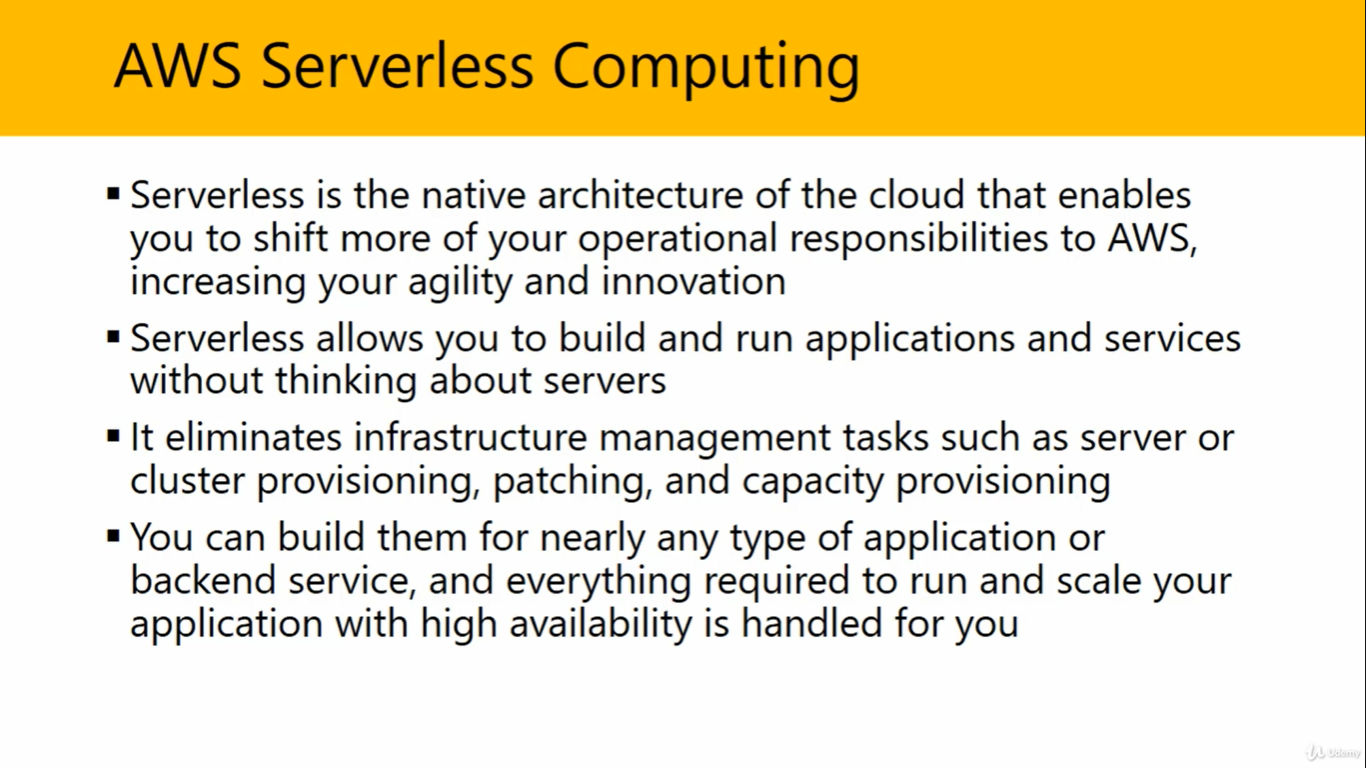 AWS Serverless Computing
▪ Serverless is the native architecture of the cloud that enables
you to shift more of your operational responsibilities to AWS,
increasing your agility and innovation
▪ Serverless allows you to build and run applications and services
without thinking about servers
▪ It eliminates infrastructure management tasks such as server or
cluster provisioning, patching, and capacity provisioning
▪ You can build them for nearly any type of application or
backend service, and everything required to run and scale your
application with high availability is handled for you
Udemy